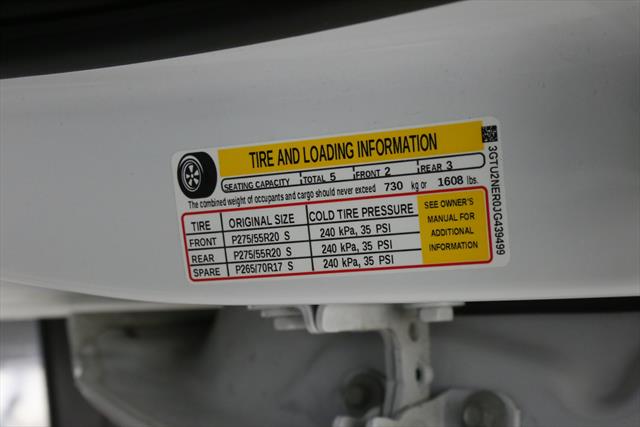 TIRE AND LOADING INFORMATION
SEATING CAPACITY TOTAL 5 FRONT 2 REAR 3
The combined weight of occupants and cargo should never exceed 730 kg or 1608 lbs.
TIRE ORIGINAL SIZE COLD TIRE PRESSURE
FRONT P275/55R20 S 240 kPa, 35 PSI
REAR P275/55R20 S 240 kPa, 35 PSI
SPARE P265/70R17 S 240 kPa, 35 PSI
SEE OWNER'S
MANUAL FOR
ADDITIONAL
INFORMATION
3GTU2NER0JG439499